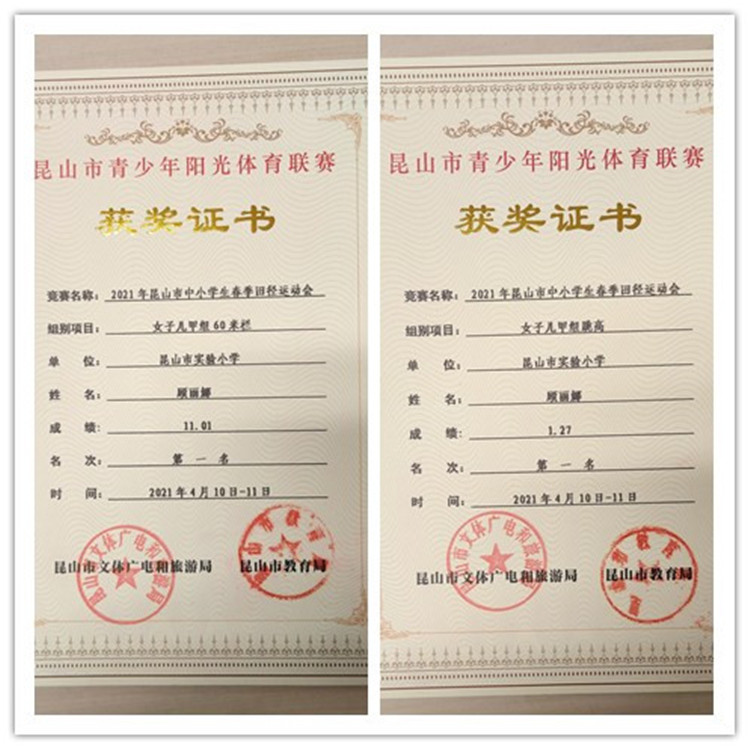 昆山市青少年阳光体育联赛
获奖证书
竞赛名称：2021年昆山市中小学生春季田径运动会
组别项目：女子儿甲组60米栏
单 位：昆山市实验小学
姓 名：顾丽娜
成 绩：11.01
名 次：第一名
时 间：2021年4月10日-11日
昆山市文体广电和旅游局 昆山市教育局
昆山市青少年阳光体育联赛
获奖证书
竞赛名称：2021年昆山市中小学生春季田径运动会
组别项目：女子儿甲组跳高
单 位：昆山市实验小学
姓 名：顾丽娜
成 绩：1.27
名 次：第一名
时 间：2021年4月10日-11日
昆山市文体广电和旅游局 昆山市教育局